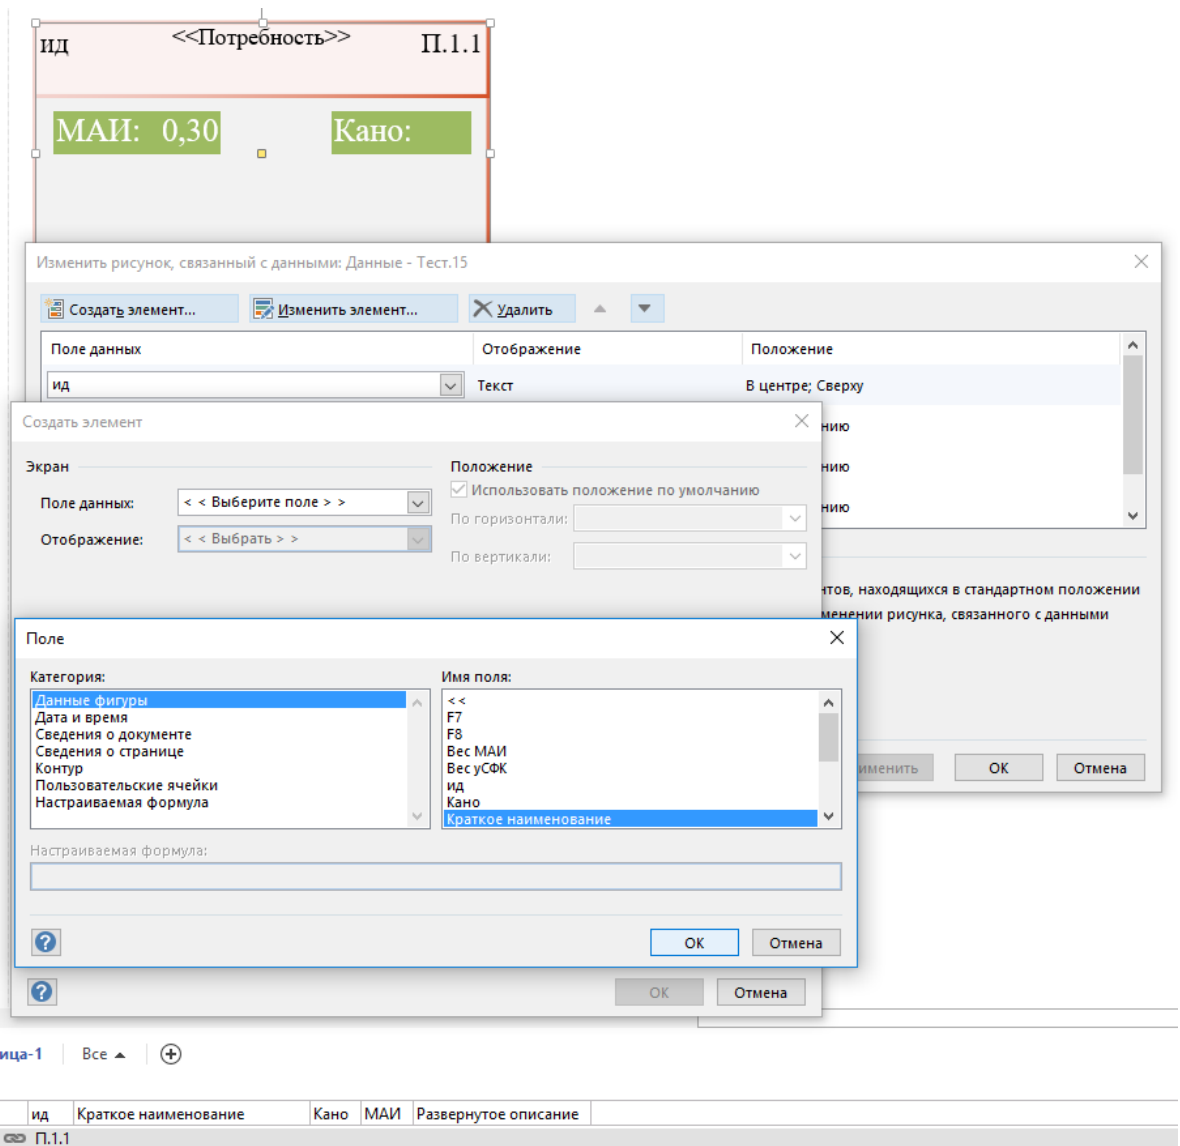 ид <<Потребность>> П.1.1
МАИ: 0,30 Кано:
Изменить рисунок, связанный с данными: Данные - Тест.15
Создать элемент... Изменить элемент... Удалить
Поле данных Отображение Положение
ид Текст В центре; Сверху
Создать элемент
нию
Экран Положение
нию
Поле данных: < < Выберите поле > > Использовать положение по умолчанию
По горизонтали:
нию
Отображение: < < Выбрать > >
По вертикали:
нтов, находящихся в стандартном положении
менении рисунка, связанного с данными
Поле
Категория: Имя поля:
Данные фигуры <<
Дата и время F7
Сведения о документе F8
Сведения о странице Вес МАИ
Контур Вес уСФК
Пользовательские ячейки ид
Настраиваемая формула Кано
Краткое наименование
именить ОК Отмена
Настраиваемая формула:
ОК Отмена
ОК Отмена
ица-1 Все
ид Краткое наименование Кано МАИ Развернутое описание
П.1.1